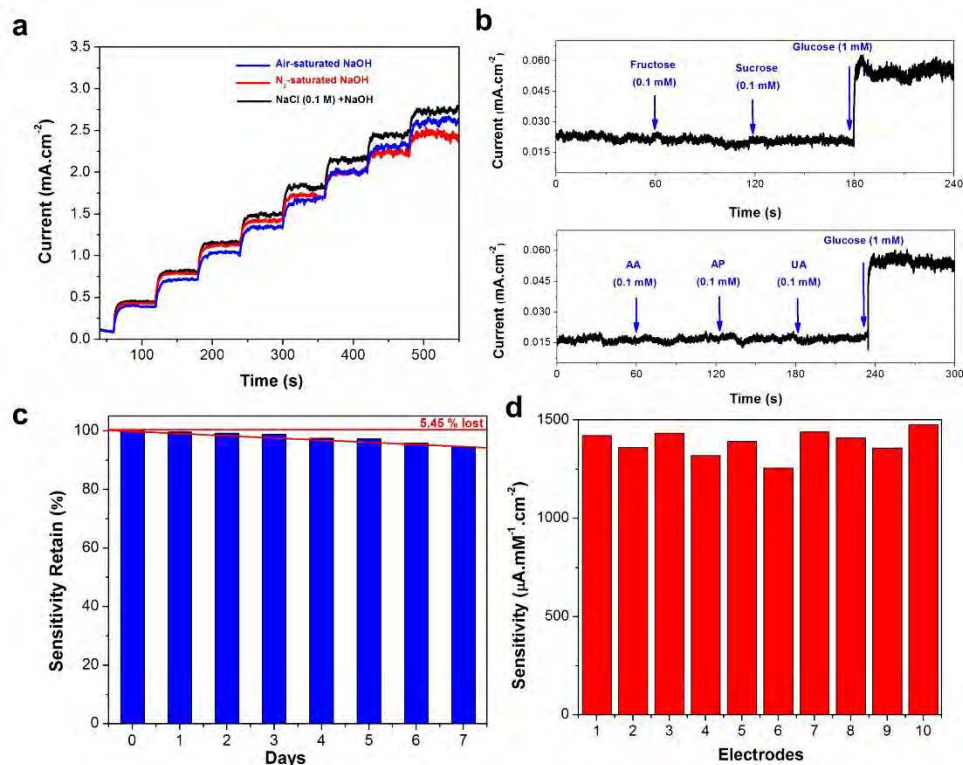 a
3.5
3.0
2.5
2.0
1.5
1.0
0.5
0.0
Current (mA.cm⁻²)
Air-saturated NaOH
N₂-saturated NaOH
NaCl (0.1 M) +NaOH
100 200 300 400 500
Time (s)
b
0.060
0.045
0.030
0.015
Current (mA.cm⁻²)
Fructose
(0.1 mM)
Sucrose
(0.1 mM)
Glucose (1 mM)
0 60 120 180 240
Time (s)
0.060
0.045
0.030
0.015
Current (mA.cm⁻²)
AA
(0.1 mM)
AP
(0.1 mM)
UA
(0.1 mM)
Glucose (1 mM)
0 60 120 180 240 300
Time (s)
c
100
80
60
40
20
0
Sensitivity Retain (%)
5.45 % lost
0 1 2 3 4 5 6 7
Days
d
1500
1000
500
0
Sensitivity (µA.mM⁻¹.cm⁻²)
1 2 3 4 5 6 7 8 9 10
Electrodes